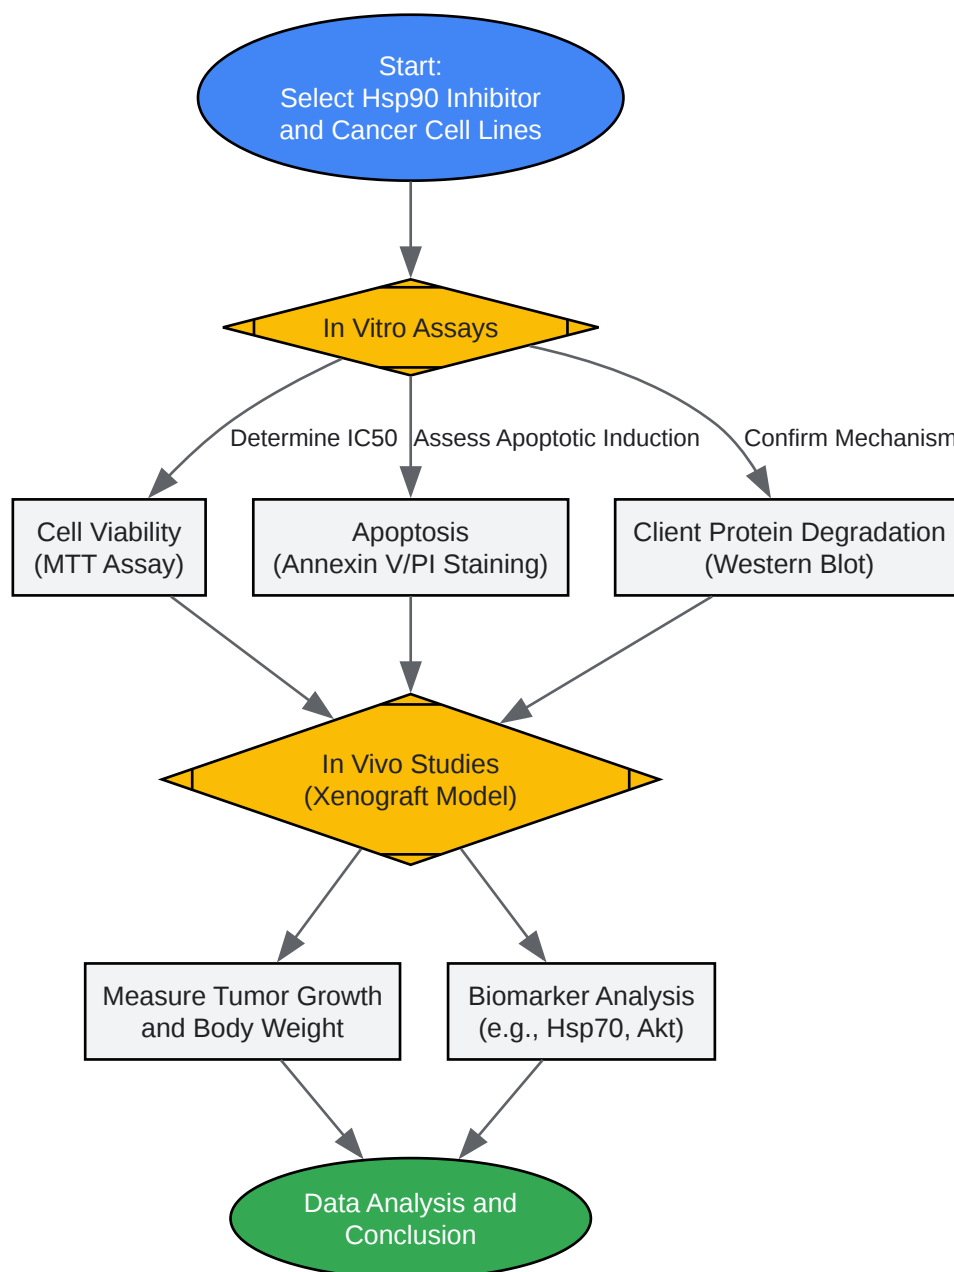 Start:
Select Hsp90 Inhibitor
and Cancer Cell Lines
In Vitro Assays
Determine IC50
Assess Apoptotic Induction
Confirm Mechanism
Cell Viability
(MTT Assay)
Apoptosis
(Annexin V/PI Staining)
Client Protein Degradation
(Western Blot)
In Vivo Studies
(Xenograft Model)
Measure Tumor Growth
and Body Weight
Biomarker Analysis
(e.g., Hsp70, Akt)
Data Analysis and
Conclusion